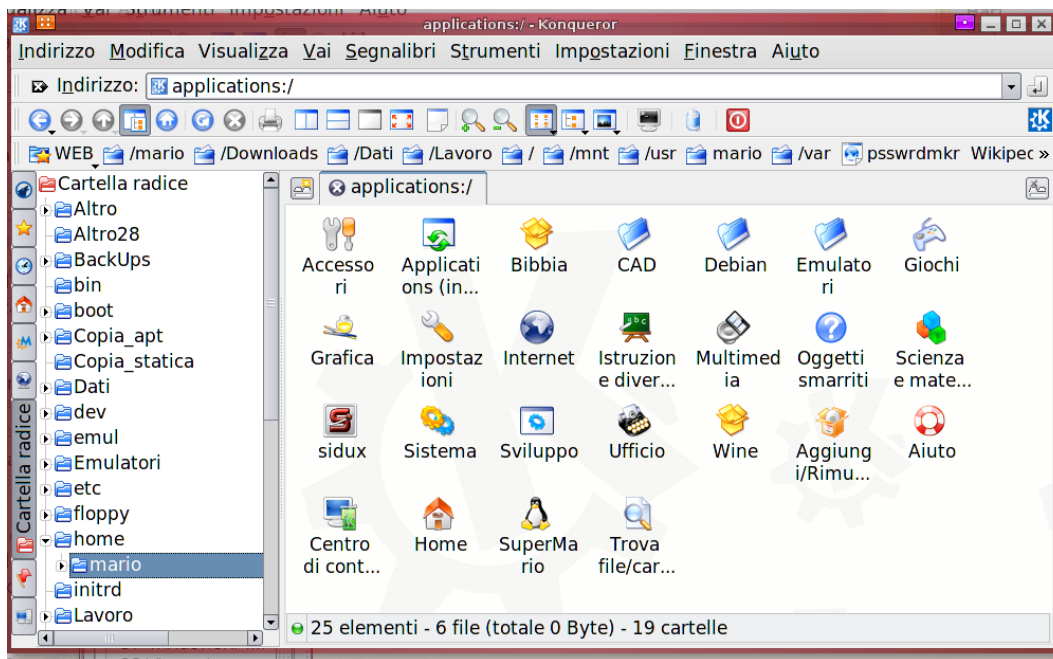 applications:/ - Konqueror
Indirizzo Modifica Visualizza Vai Segnalibri Strumenti Impostazioni Finestra Aiuto
Indirizzo: applications:/
WEB /mario /Downloads /Dati /Lavoro / /mnt /usr mario /var psswrdmkr Wikipec »
Cartella radice
Altro
Altro28
BackUps
bin
boot
Copia_apt
Copia_statica
Dati
dev
emul
Emulatori
etc
floppy
home
mario
initrd
Lavoro
Cartella radice
applications:/
Accesso
ri
Applicati
ons (in...
Bibbia
CAD
Debian
Emulato
ri
Giochi
Grafica
Impostaz
ioni
Internet
Istruzion
e diver...
Multimed
ia
Oggetti
smarriti
Scienza
e mate...
sidux
Sistema
Sviluppo
Ufficio
Wine
Aggiung
i/Rimu...
Aiuto
Centro
di cont...
Home
SuperMa
rio
Trova
file/car...
25 elementi - 6 file (totale 0 Byte) - 19 cartelle